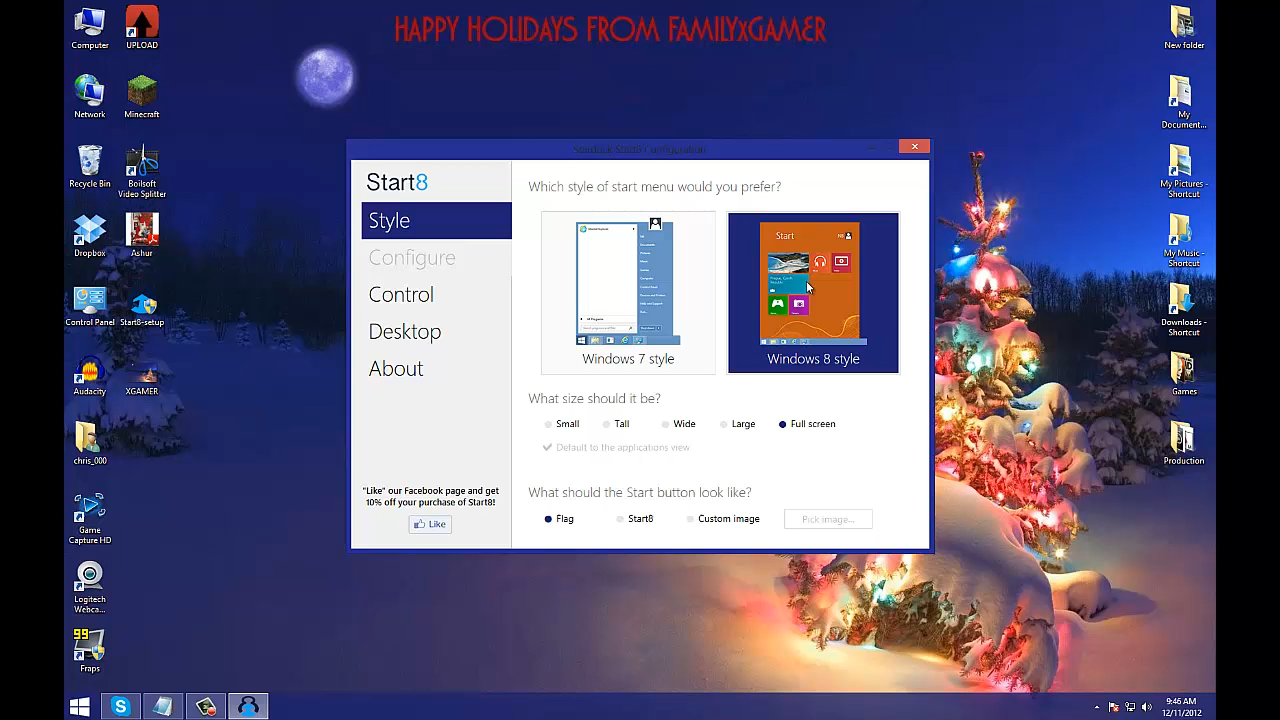 HAPPY HOLIDAYS FROM FAMILYxGAMER
Computer
UPLOAD
Network
Minecraft
Recycle Bin
Boilsoft
Video Splitter
Dropbox
Ashur
Control Panel
Start8-setup
Audacity
XGAMER
chris_000
Game
Capture HD
Logitech
Webca...
99
Fraps
New folder
My
Document...
My Pictures -
Shortcut
My Music -
Shortcut
Downloads -
Shortcut
Games
Production
Stardock Start8 Configuration
Start8
Style
Configure
Control
Desktop
About
"Like" our Facebook page and get
10% off your purchase of Start8!
Like
Which style of start menu would you prefer?
Windows 7 style
Start
Windows 8 style
What size should it be?
Small
Tall
Wide
Large
Full screen
Default to the applications view
What should the Start button look like?
Flag
Start8
Custom image
Pick image...
9:46 AM
12/11/2012